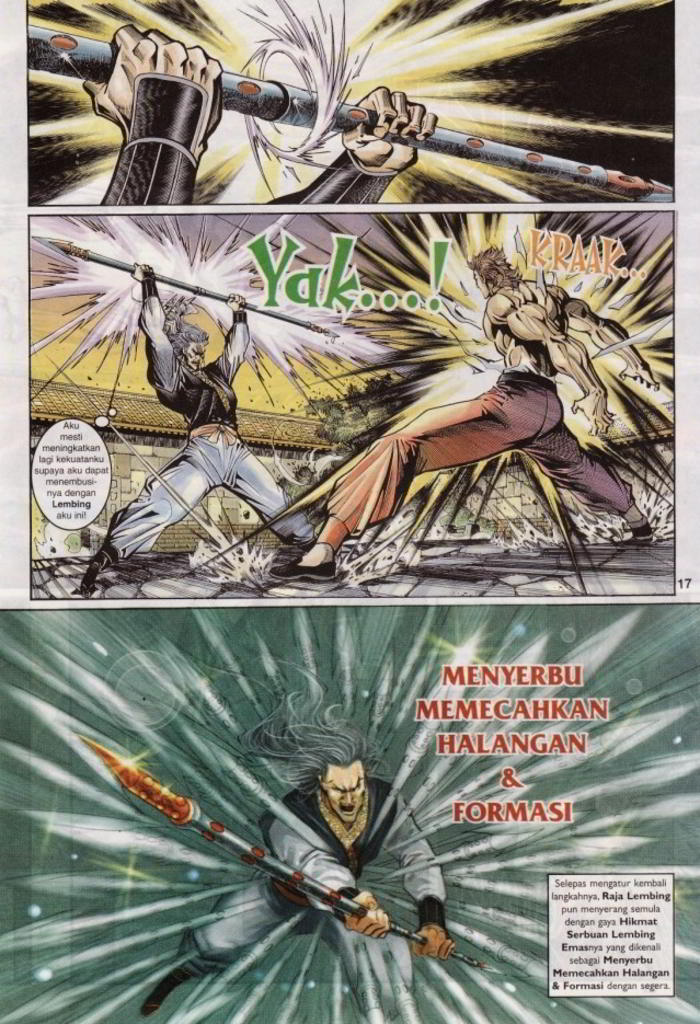 Yak....!
KRAAK...
Aku
mesti
meningkatkan
lagi kekuatanku
supaya aku dapat
menembusi-
nya dengan
Lembing
aku ini!
17
MENYERBU
MEMECAHKAN
HALANGAN
&
FORMASI
Selepas mengatur kembali
langkahnya, Raja Lembing
pun menyerang semula
dengan gaya Hikmat
Serbuan Lembing
Emasnya yang dikenali
sebagai Menyerbu
Memecahkan Halangan
& Formasi dengan segera.